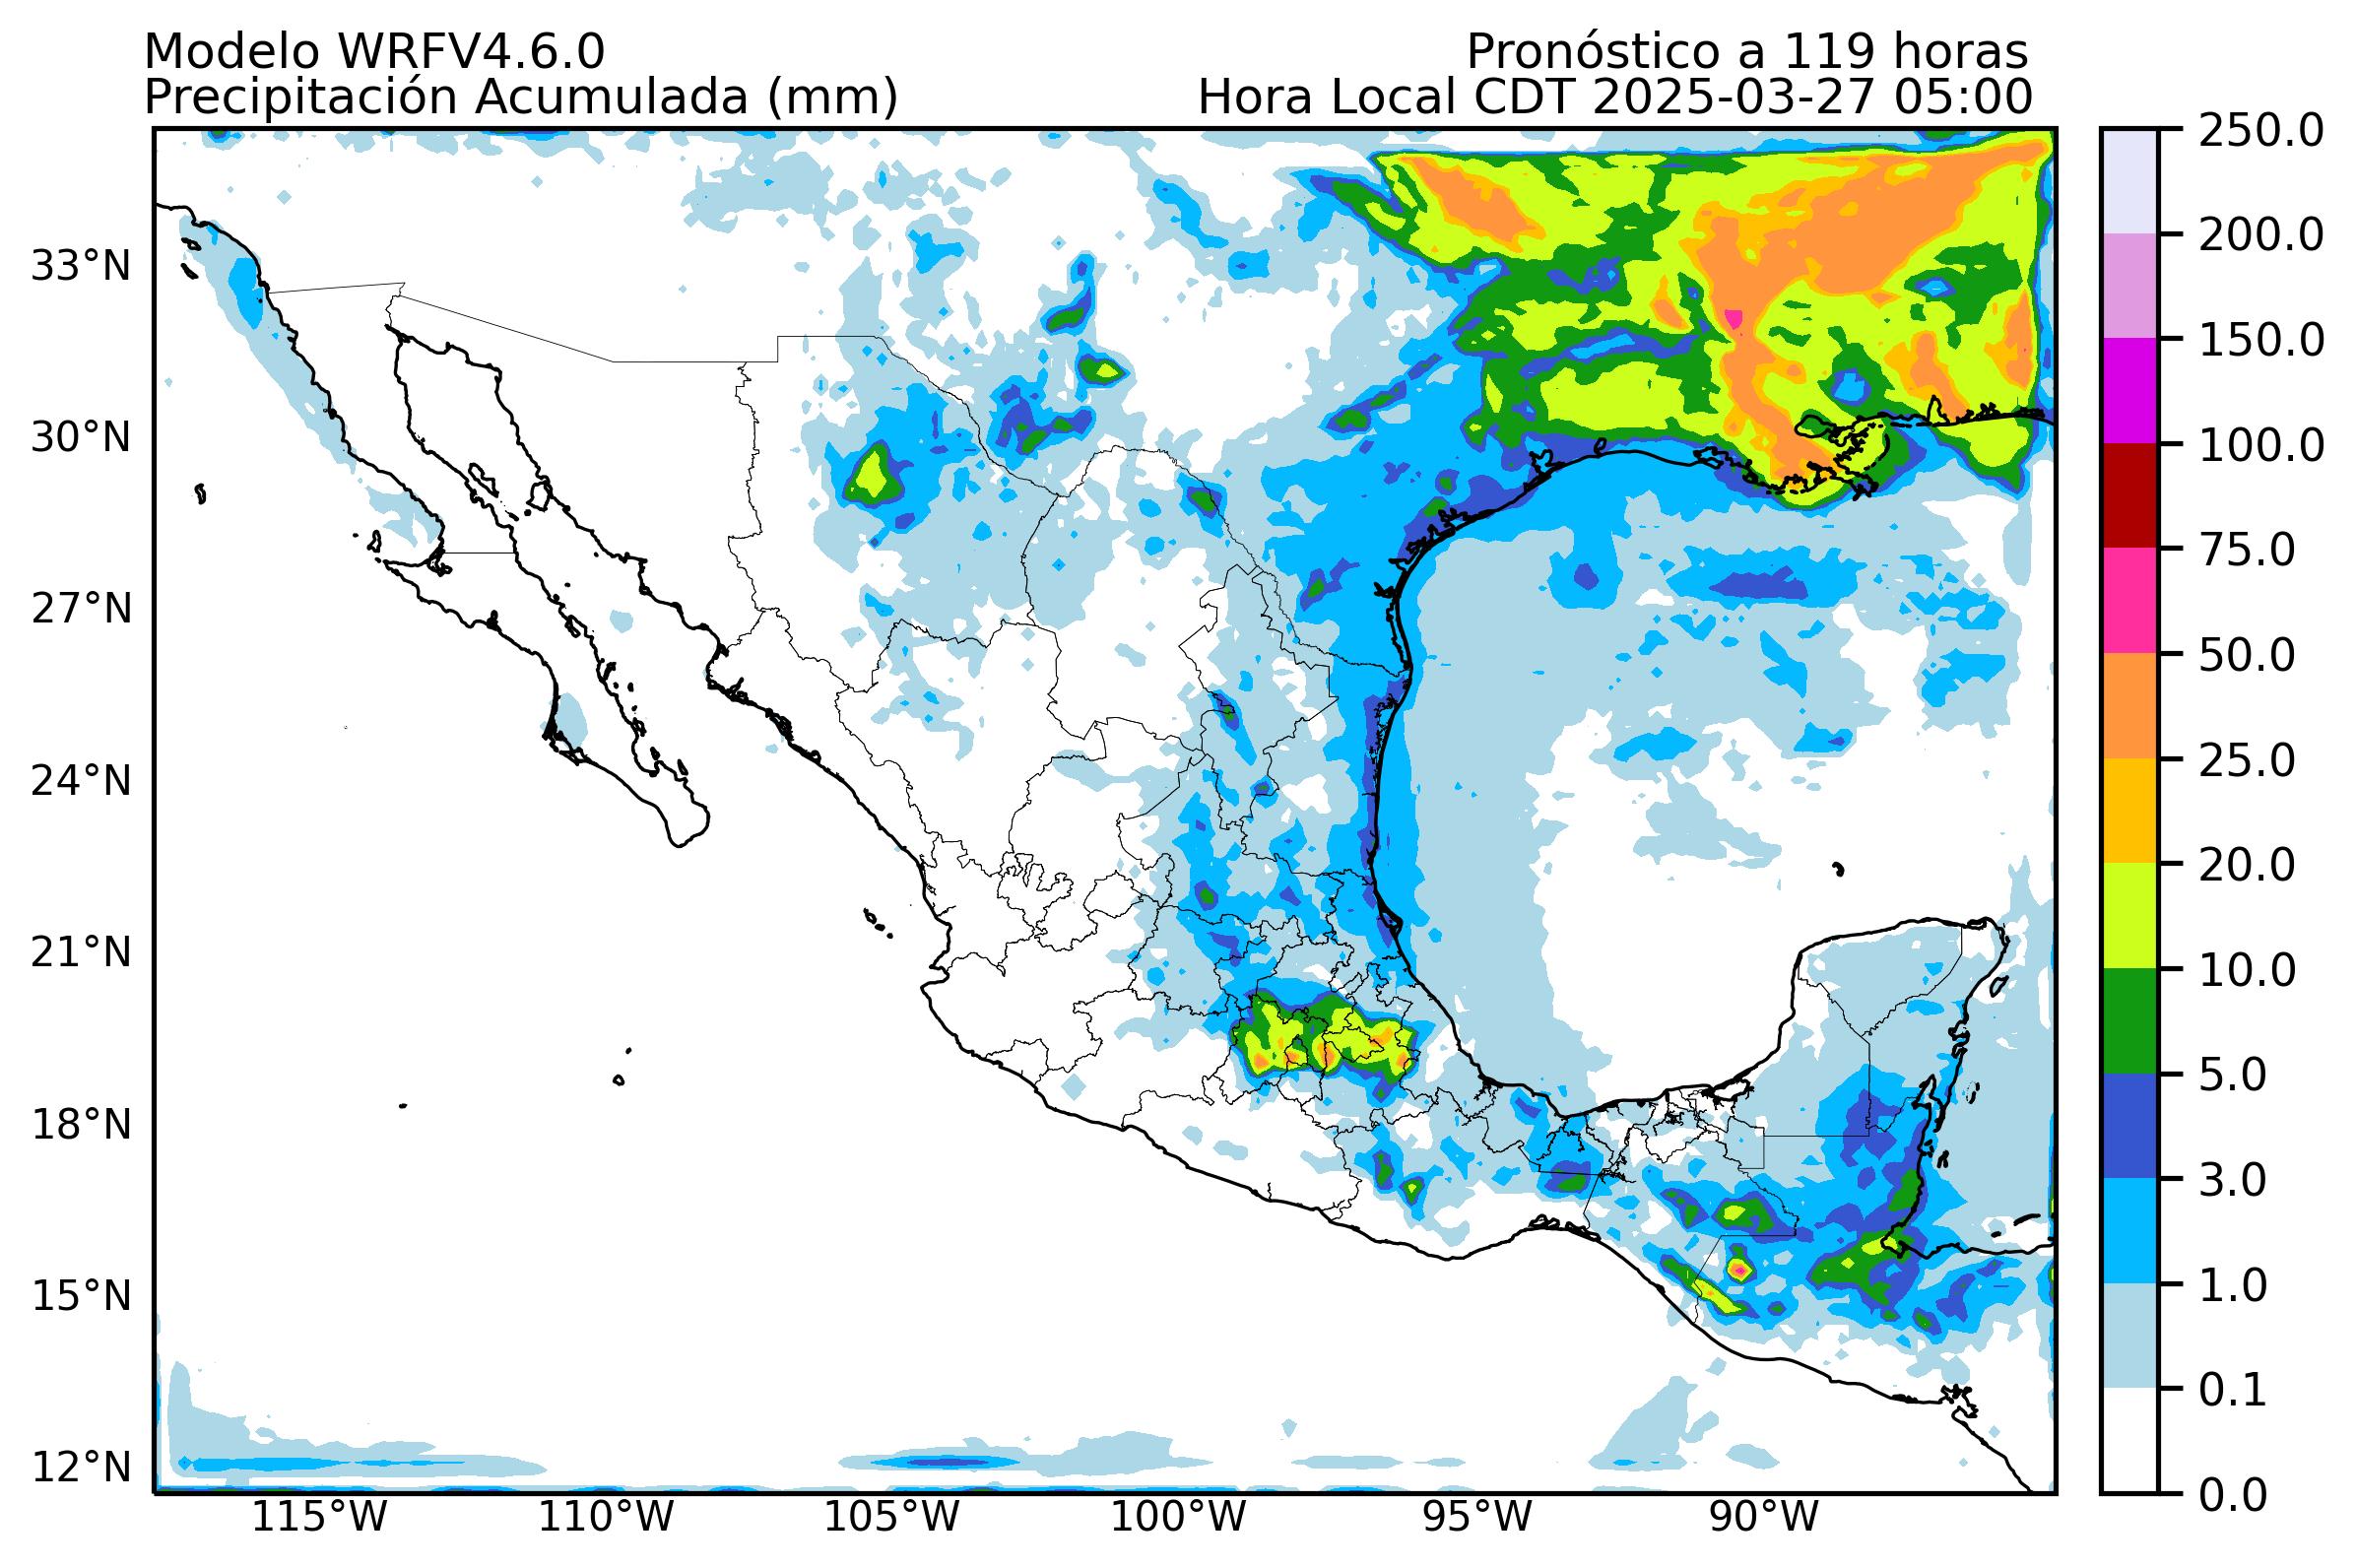 Modelo WRFV4.6.0
Pronóstico a 119 horas
Precipitación Acumulada (mm)
Hora Local CDT 2025-03-27 05:00
33°N
30°N
27°N
24°N
21°N
18°N
15°N
12°N
115°W
110°W
105°W
100°W
95°W
90°W
250.0
200.0
150.0
100.0
75.0
50.0
25.0
20.0
10.0
5.0
3.0
1.0
0.1
0.0